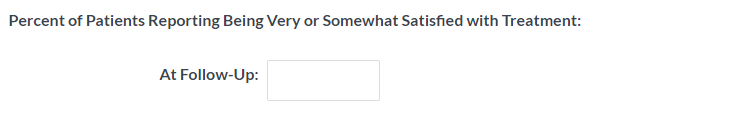 Percent of Patients Reporting Being Very or Somewhat Satisfied with Treatment:
At Follow-Up: